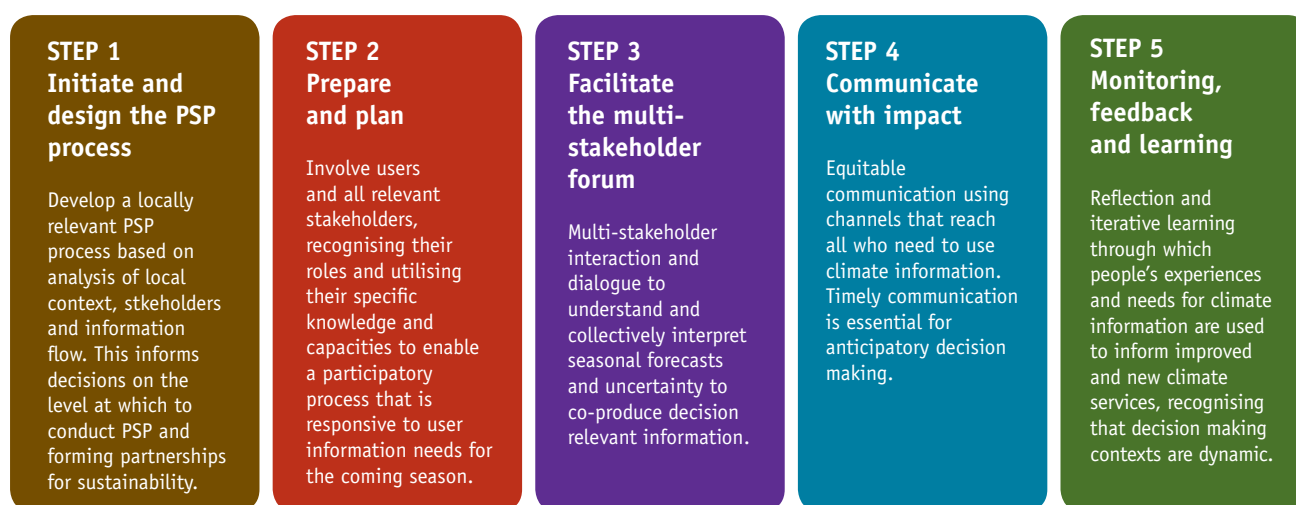 STEP 1
Initiate and
design the PSP
process
Develop a locally
relevant PSP
process based on
analysis of local
context, stkeholders
and information
flow. This informs
decisions on the
level at which to
conduct PSP and
forming partnerships
for sustainability.
STEP 2
Prepare
and plan
Involve users
and all relevant
stakeholders,
recognising their
roles and utilising
their specific
knowledge and
capacities to enable
a participatory
process that is
responsive to user
information needs for
the coming season.
STEP 3
Facilitate
the multi-
stakeholder
forum
Multi-stakeholder
interaction and
dialogue to
understand and
collectively interpret
seasonal forecasts
and uncertainty to
co-produce decision
relevant information.
STEP 4
Communicate
with impact
Equitable
communication using
channels that reach
all who need to use
climate information.
Timely communication
is essential for
anticipatory decision
making.
STEP 5
Monitoring,
feedback
and learning
Reflection and
iterative learning
through which
people's experiences
and needs for climate
information are used
to inform improved
and new climate
services, recognising
that decision making
contexts are dynamic.